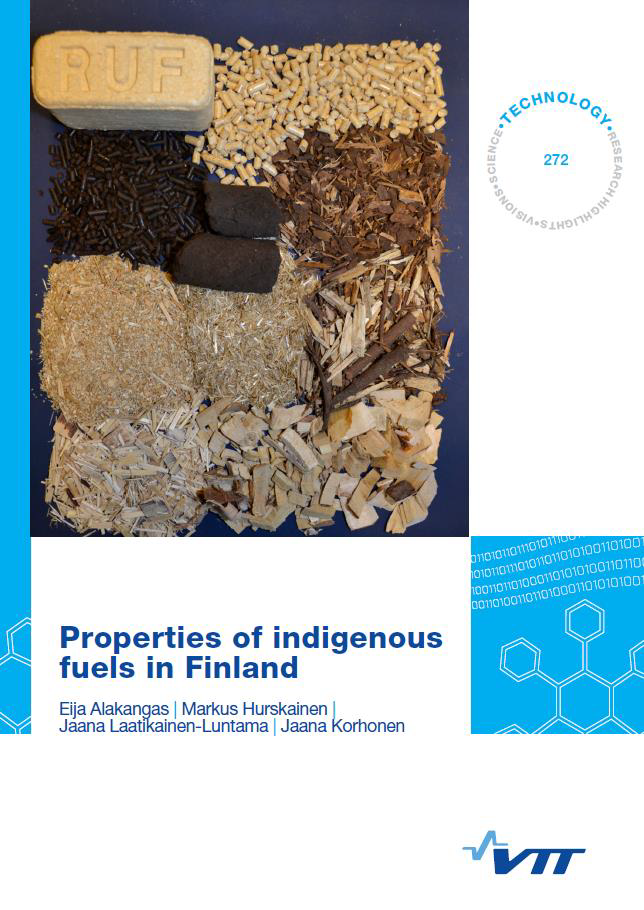 RUF
•TECHNOLOGY•
RESEARCH HIGHLIGHTS
•VISIONS
•SCIENCE
272
Properties of indigenous
fuels in Finland
Eija Alakangas | Markus Hurskainen |
Jaana Laatikainen-Luntama | Jaana Korhonen
VTT